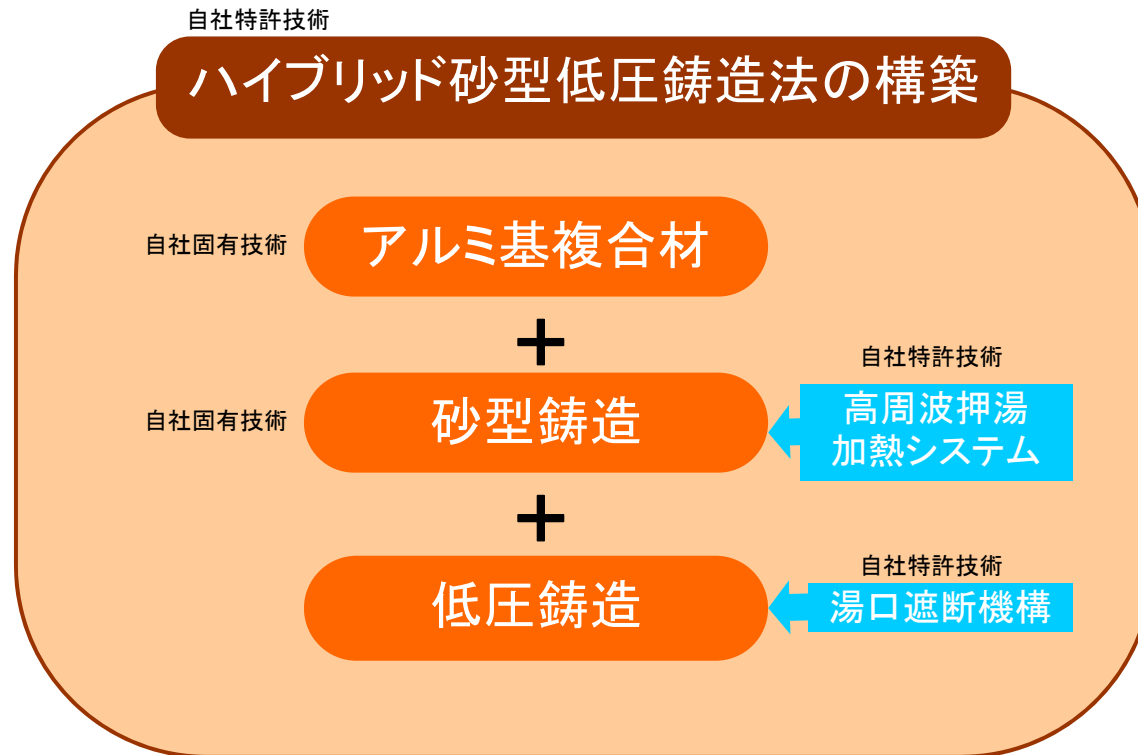 自社特許技術
ハイブリッド砂型低圧鋳造法の構築
自社固有技術
アルミ基複合材
+
自社固有技術
砂型鋳造
自社特許技術
高周波押湯
加熱システム
+
低圧鋳造
自社特許技術
湯口遮断機構